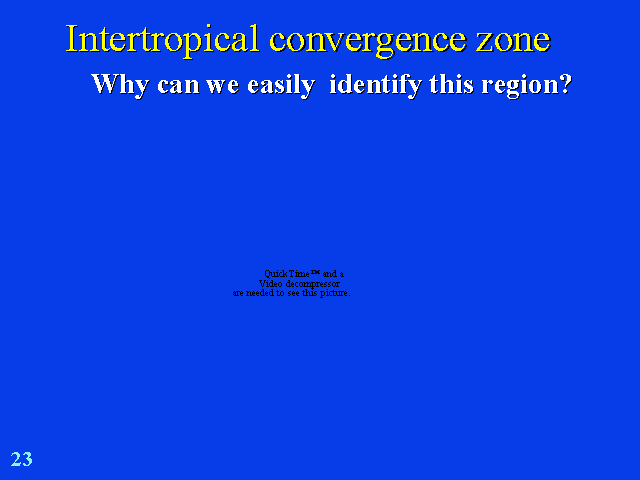 Intertropical convergence zone
Why can we easily identify this region?
QuickTime™ and a
Video decompressor
are needed to see this picture.
23